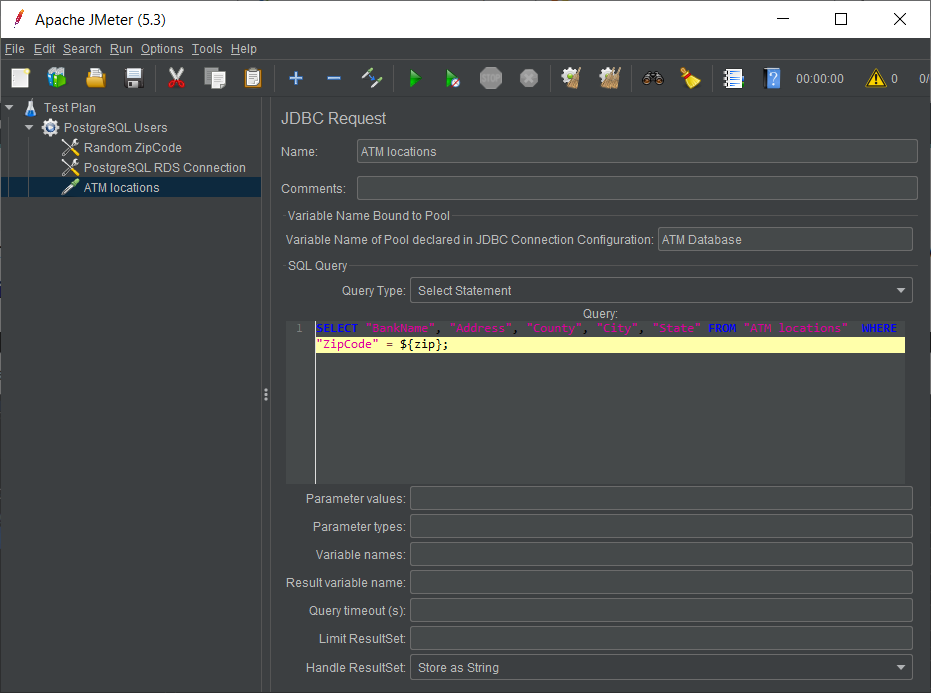 Apache JMeter (5.3)
File Edit Search Run Options Tools Help
STOP
?
00:00:00
0
0/
Test Plan
PostgreSQL Users
Random ZipCode
PostgreSQL RDS Connection
ATM locations
JDBC Request
Name: ATM locations
Comments:
Variable Name Bound to Pool
Variable Name of Pool declared in JDBC Connection Configuration: ATM Database
SQL Query
Query Type: Select Statement
Query:
1 SELECT "BankName", "Address", "County", "City", "State" FROM "ATM locations" WHERE
"ZipCode" = ${zip};
Parameter values:
Parameter types:
Variable names:
Result variable name:
Query timeout (s):
Limit ResultSet:
Handle ResultSet: Store as String